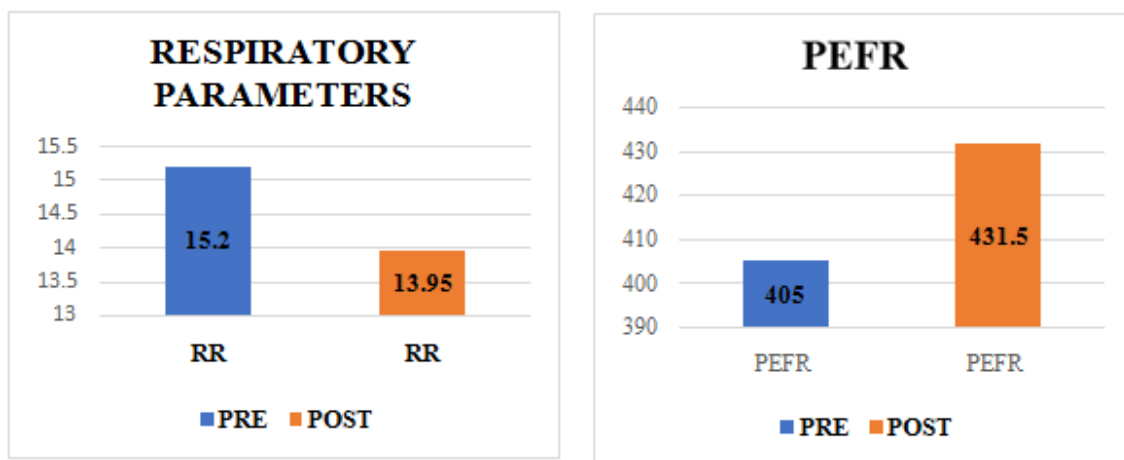 RESPIRATORY
PARAMETERS
15.5
15
14.5
14
13.5
13
15.2
13.95
RR RR
PRE POST
PEFR
440
430
420
410
400
390
405
431.5
PEFR PEFR
PRE POST